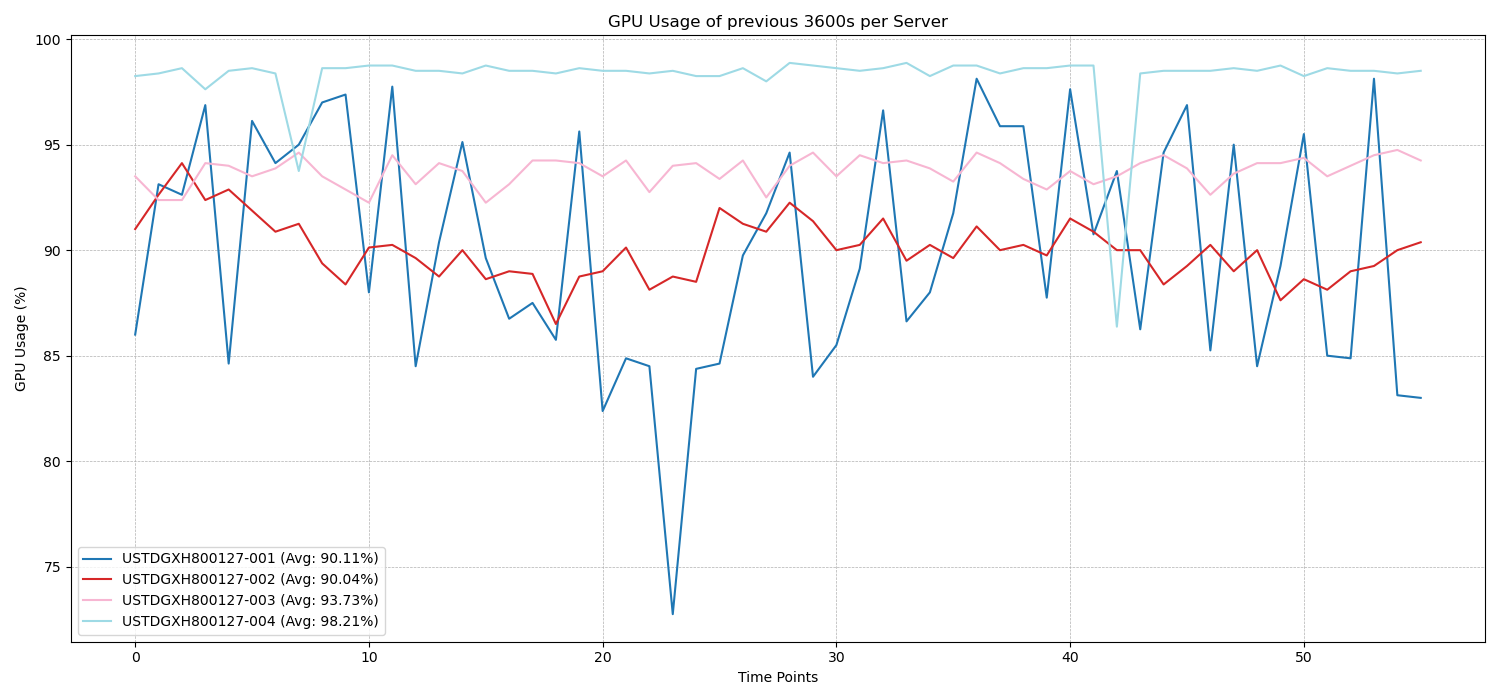 GPU Usage of previous 3600s per Server
GPU Usage (%)
100
95
90
85
80
75
USTDGXH800127-001 (Avg: 90.11%)
USTDGXH800127-002 (Avg: 90.04%)
USTDGXH800127-003 (Avg: 93.73%)
USTDGXH800127-004 (Avg: 98.21%)
0 10 20 30 40 50
Time Points